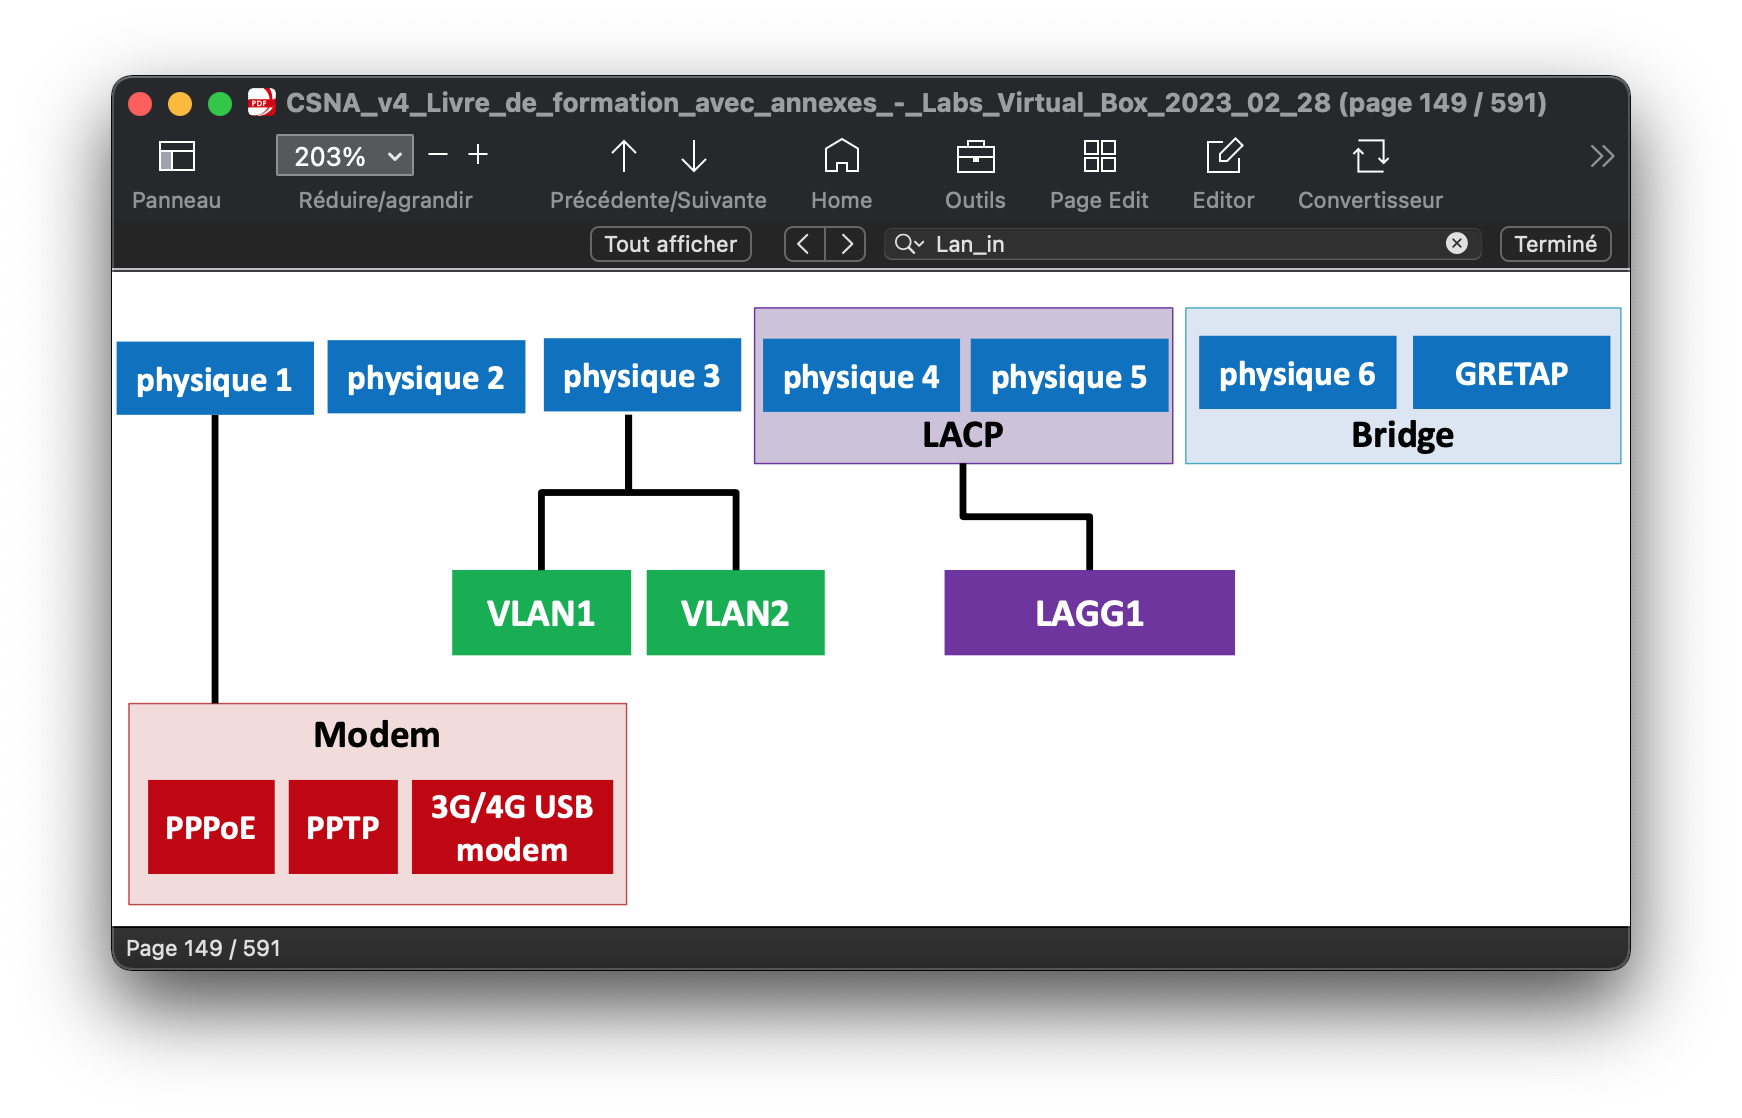 CSNA_v4_Livre_de_formation_avec_annexes_-_Labs_Virtual_Box_2023_02_28 (page 149 / 591)
203%
Panneau
Réduire/agrandir
Précédente/Suivante
Home
Outils
Page Edit
Editor
Convertisseur
Tout afficher
Lan_in
Terminé
physique 1
physique 2
physique 3
physique 4
physique 5
LACP
physique 6
GRETAP
Bridge
VLAN1
VLAN2
LAGG1
Modem
PPPoE
PPTP
3G/4G USB
modem
Page 149 / 591